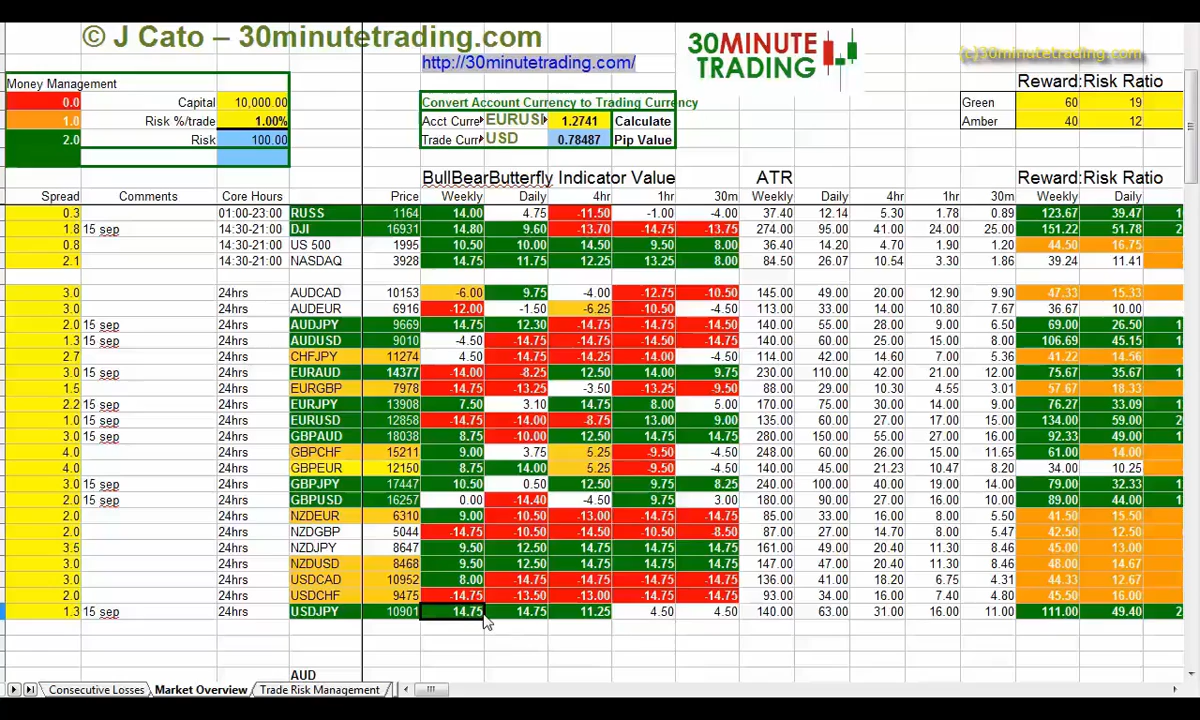 © J Cato – 30minutetrading.com
http://30minutetrading.com/
30MINUTE
TRADING
(c)30minutetrading.com
Reward:Risk Ratio
Green 60 19
Amber 40 12
Money Management
0.0 Capital 10,000.00
1.0 Risk %/trade 1.00%
2.0 Risk 100.00
Convert Account Currency to Trading Currency
Acct Curre EURUSI 1.2741 Calculate
Trade Curr USD 0.78487 Pip Value
BullBearButterfly Indicator Value ATR Reward:Risk Ratio
Spread Comments Core Hours Price Weekly Daily 4hr 1hr 30m Weekly Daily 4hr 1hr 30m Weekly Daily
0.3 01:00-23:00 RUSS 1164 14.00 4.75 -11.50 -1.00 -4.00 37.40 12.14 5.30 1.78 0.89 123.67 39.47
1.8 15 sep 14:30-21:00 DJI 16931 14.80 9.60 -13.70 -14.75 -13.75 274.00 95.00 41.00 24.00 25.00 151.22 51.78 2
0.8 14:30-21:00 US 500 1995 10.50 10.00 14.50 9.50 8.00 36.40 14.20 4.70 1.90 1.20 44.50 16.75
2.1 14:30-21:00 NASDAQ 3928 14.75 11.75 12.25 13.25 8.00 84.50 26.07 10.54 3.30 1.86 39.24 11.41
3.0 24hrs AUDCAD 10153 -6.00 9.75 -4.00 -12.75 -10.50 145.00 49.00 20.00 12.90 9.90 47.33 15.33
3.0 24hrs AUDEUR 6916 -12.00 -1.50 -6.25 -10.50 -4.50 113.00 33.00 14.00 10.80 7.67 36.67 10.00
2.0 15 sep 24hrs AUDJPY 9669 14.75 12.30 -14.75 -14.75 -14.50 140.00 55.00 28.00 9.00 6.50 69.00 26.50 1
1.3 15 sep 24hrs AUDUSD 9010 -4.50 -14.75 -14.75 -14.75 -9.75 140.00 60.00 25.00 15.00 8.00 106.69 45.15 1
2.7 24hrs CHFJPY 11274 4.50 -14.75 -14.25 -14.00 -4.50 114.00 42.00 14.60 7.00 5.36 41.22 14.56
3.0 15 sep 24hrs EURAUD 14377 -14.00 -8.25 12.50 14.00 9.75 230.00 110.00 42.00 21.00 12.00 75.67 35.67 1
1.5 24hrs EURGBP 7978 -14.75 -13.25 -3.50 -13.25 -9.50 88.00 29.00 10.30 4.55 3.01 57.67 18.33
2.2 15 sep 24hrs EURJPY 13908 7.50 3.10 14.75 8.00 5.00 170.00 75.00 30.00 14.00 7.00 76.27 33.09 1
1.0 15 sep 24hrs EURUSD 12858 -14.75 -14.00 -8.75 13.00 9.00 135.00 60.00 27.00 15.00 7.00 134.00 59.00 2
3.0 15 sep 24hrs GBPAUD 18038 8.75 -10.00 12.50 14.75 14.75 280.00 150.00 55.00 26.00 17.00 92.33 49.00 1
4.0 24hrs GBPCHF 15211 9.00 3.75 5.25 -9.50 -4.50 248.00 60.00 26.00 15.00 11.65 61.00 14.00
4.0 24hrs GBPEUR 12150 8.75 14.00 5.25 -9.50 -4.50 140.00 45.00 21.23 10.47 8.20 34.00 10.25
3.0 15 sep 24hrs GBPJPY 17447 10.50 0.50 12.50 9.75 8.25 240.00 100.00 40.00 19.00 14.00 79.00 32.33 1
2.0 15 sep 24hrs GBPUSD 16257 0.00 -14.40 -4.50 9.75 3.00 180.00 90.00 27.00 16.00 10.00 89.00 44.00 1
2.0 24hrs NZDEUR 6310 9.00 -10.50 -13.00 -14.75 -14.75 85.00 33.00 17.00 8.00 5.50 41.50 15.50
2.0 24hrs NZDGBP 5044 -14.75 -10.50 -14.50 -10.50 -8.50 87.00 27.00 14.70 8.00 5.47 42.50 12.50
3.5 24hrs NZDJPY 8647 9.50 12.50 14.75 14.75 14.75 161.00 49.00 20.40 11.30 8.46 45.00 13.00
3.0 24hrs NZDUSD 8468 9.50 12.50 14.75 14.75 14.75 147.00 47.00 20.40 11.30 8.46 48.00 14.67
3.0 24hrs USDCAD 10952 8.00 -14.75 -14.75 -14.75 -14.75 136.00 41.00 18.20 6.75 4.31 44.33 12.67
2.0 24hrs USDCHF 9475 -14.75 -13.50 -13.00 -14.00 -14.75 93.00 34.00 16.00 7.40 4.80 45.50 16.00
1.3 15 sep 24hrs USDJPY 10901 14.75 14.75 11.25 4.50 4.50 140.00 63.00 31.00 16.00 11.00 111.00 49.40 2
AUD
Consecutive Losses Market Overview Trade Risk Management